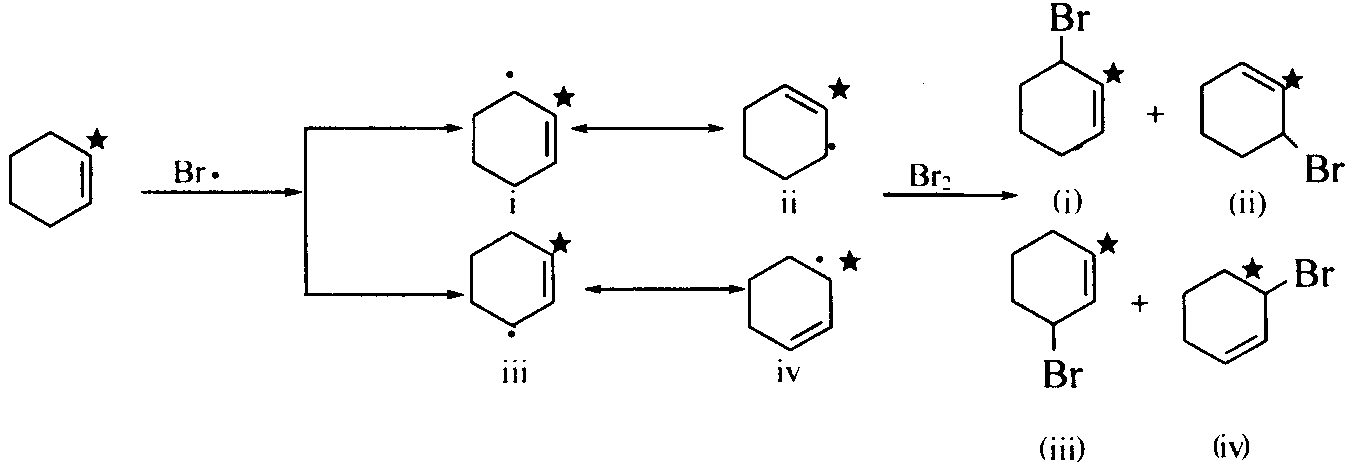 Br
Br•
Br₂
Br
i
ii
(i)
(ii)
+
Br
iii
iv
+
Br
(iii)
(iv)